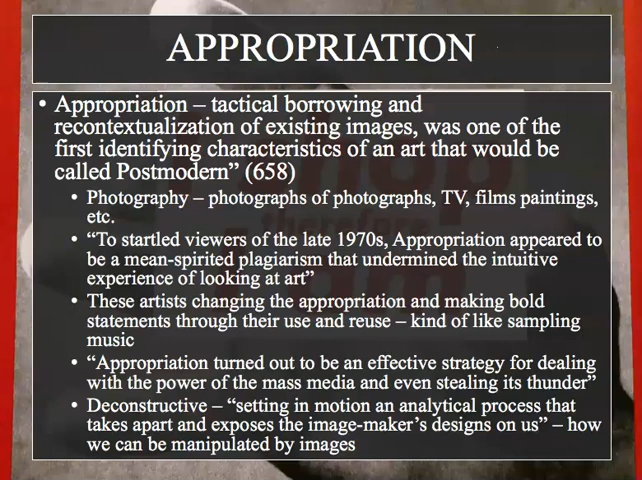 APPROPRIATION
• Appropriation – tactical borrowing and
recontextualization of existing images, was one of the
first identifying characteristics of an art that would be
called Postmodern” (658)
• Photography – photographs of photographs, TV, films paintings,
etc.
• “To startled viewers of the late 1970s, Appropriation appeared to
be a mean-spirited plagiarism that undermined the intuitive
experience of looking at art”
• These artists changing the appropriation and making bold
statements through their use and reuse – kind of like sampling
music
• “Appropriation turned out to be an effective strategy for dealing
with the power of the mass media and even stealing its thunder”
• Deconstructive – “setting in motion an analytical process that
takes apart and exposes the image-maker’s designs on us” – how
we can be manipulated by images
I shop
therefore
I am